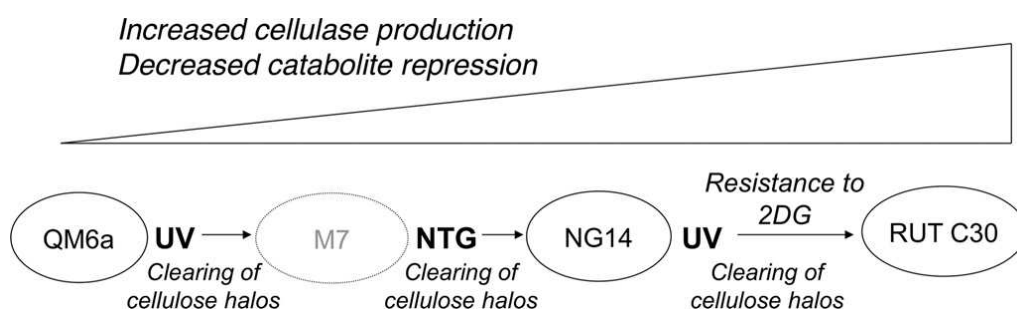 Increased cellulase production
Decreased catabolite repression
Resistance to
2DG
QM6a UV M7 NTG NG14 UV RUT C30
Clearing of
cellulose halos
Clearing of
cellulose halos
Clearing of
cellulose halos